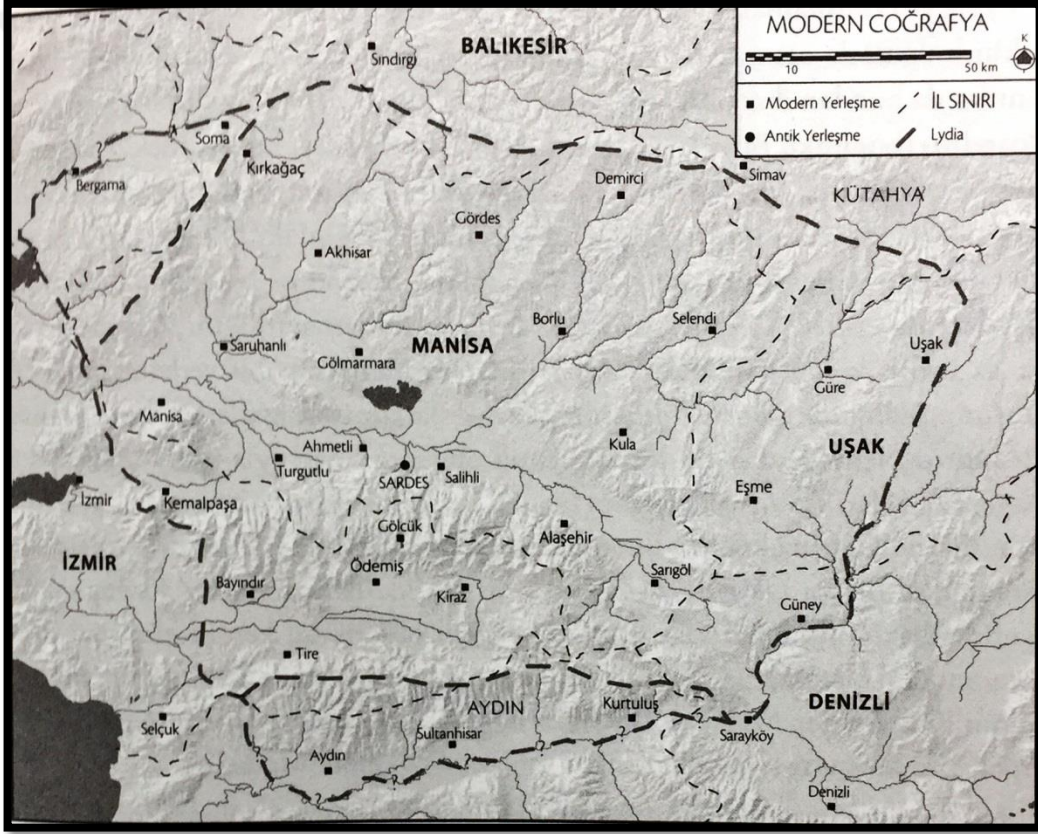 MODERN COĞRAFYA
K
0 10 50 km
Modern Yerleşme
İL SINIRI
Antik Yerleşme
Lydia
BALIKESİR
Sındırgı
?
Soma
?
Kırkağaç
Bergama
?
Simav
Demirci
KÜTAHYA
Gördes
Akhisar
?
Borlu
Selendi
Saruhanlı
MANİSA
Gölmarmara
Uşak
Güre
Manisa
Ahmetli
Kula
UŞAK
Turgutlu
SARDES
Salihli
İzmir
Kemalpaşa
Eşme
Gölcük
Alaşehir
İZMİR
Ödemiş
Bayındır
Kiraz
Sarıgöl
Güney
Tire
AYDIN
Kurtuluş
DENİZLİ
Selçuk
Sultanhisar
?
?
Sarayköy
?
Aydın
?
?
?
?
Denizli